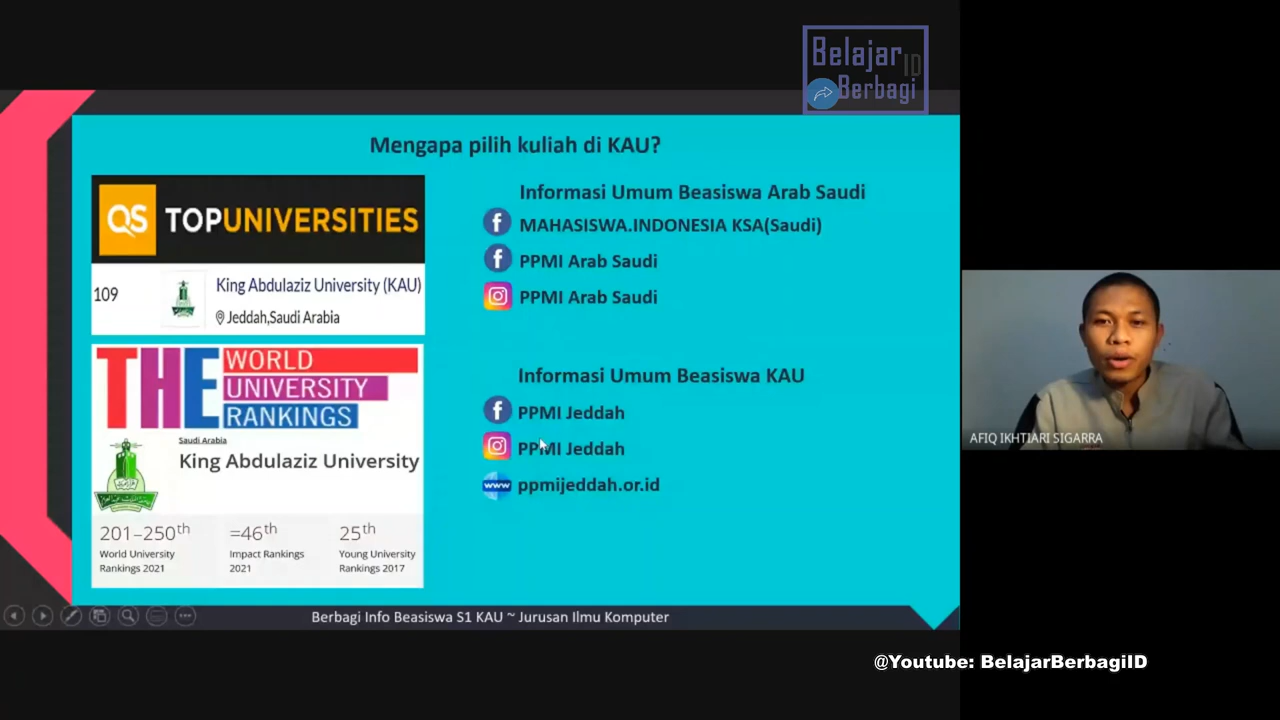 Belajar
ID
Berbagi
Mengapa pilih kuliah di KAU?
QS TOPUNIVERSITIES
109
King Abdulaziz University (KAU)
Jeddah,Saudi Arabia
THE WORLD
UNIVERSITY
RANKINGS
Saudi Arabia
King Abdulaziz University
201–250th
World University
Rankings 2021
=46th
Impact Rankings
2021
25th
Young University
Rankings 2017
Informasi Umum Beasiswa Arab Saudi
MAHASISWA.INDONESIA KSA(Saudi)
PPMI Arab Saudi
PPMI Arab Saudi
Informasi Umum Beasiswa KAU
PPMI Jeddah
PPMI Jeddah
www ppmijeddah.or.id
Berbagi Info Beasiswa S1 KAU ~ Jurusan Ilmu Komputer
AFIQ IKHTIARI SIGARRA
@Youtube: BelajarBerbagiID